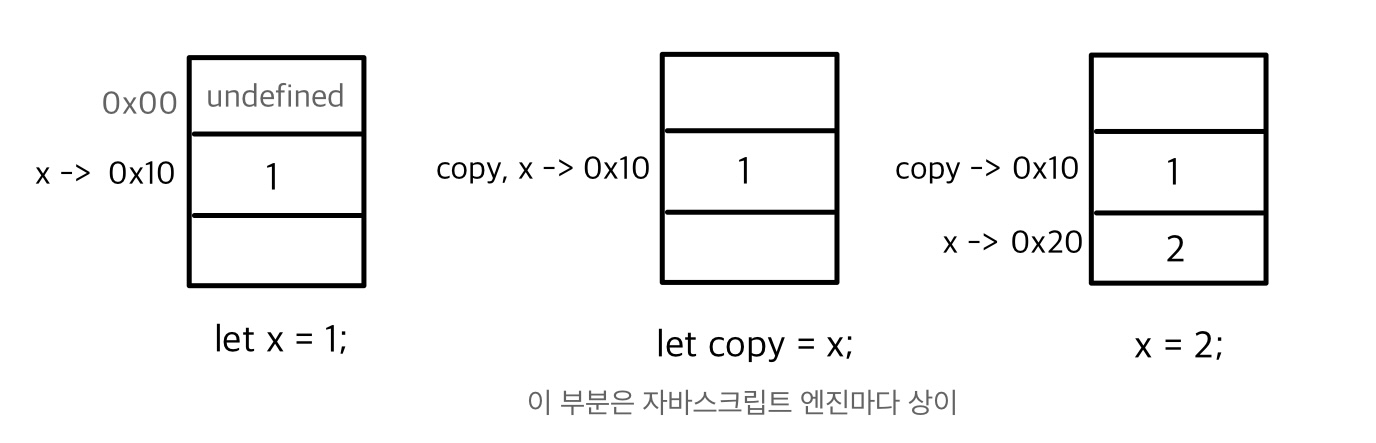 0x00
undefined
x -> 0x10
1
let x = 1;
copy, x -> 0x10
1
let copy = x;
copy -> 0x10
1
x -> 0x20
2
x = 2;
이 부분은 자바스크립트 엔진마다 상이